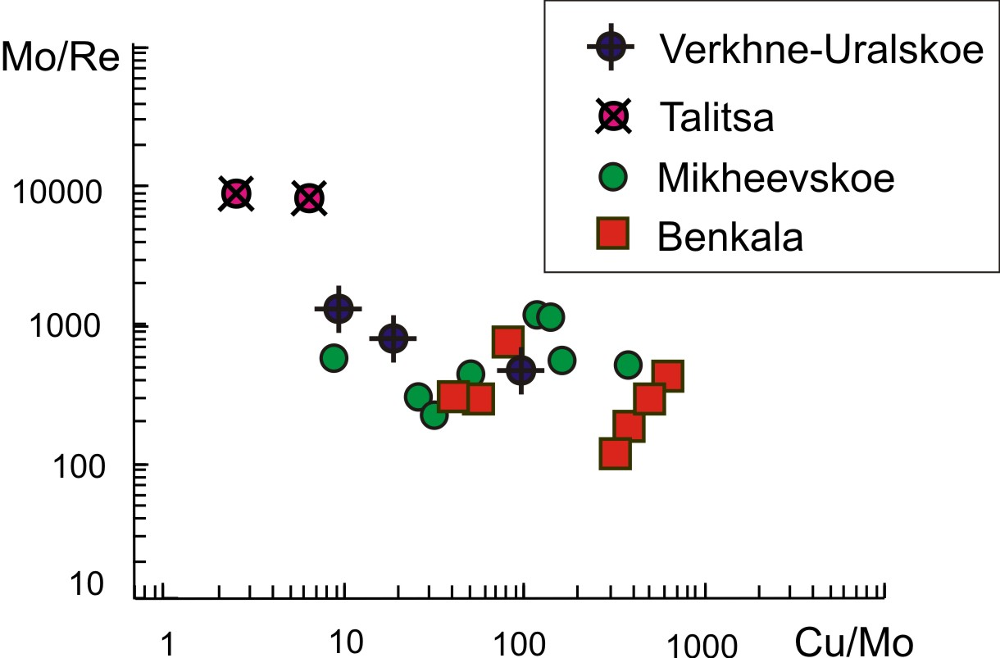 Mo/Re
10000
1000
100
10
1 10 100 1000 Cu/Mo
Verkhne-Uralskoe
Talitsa
Mikheevskoe
Benkala